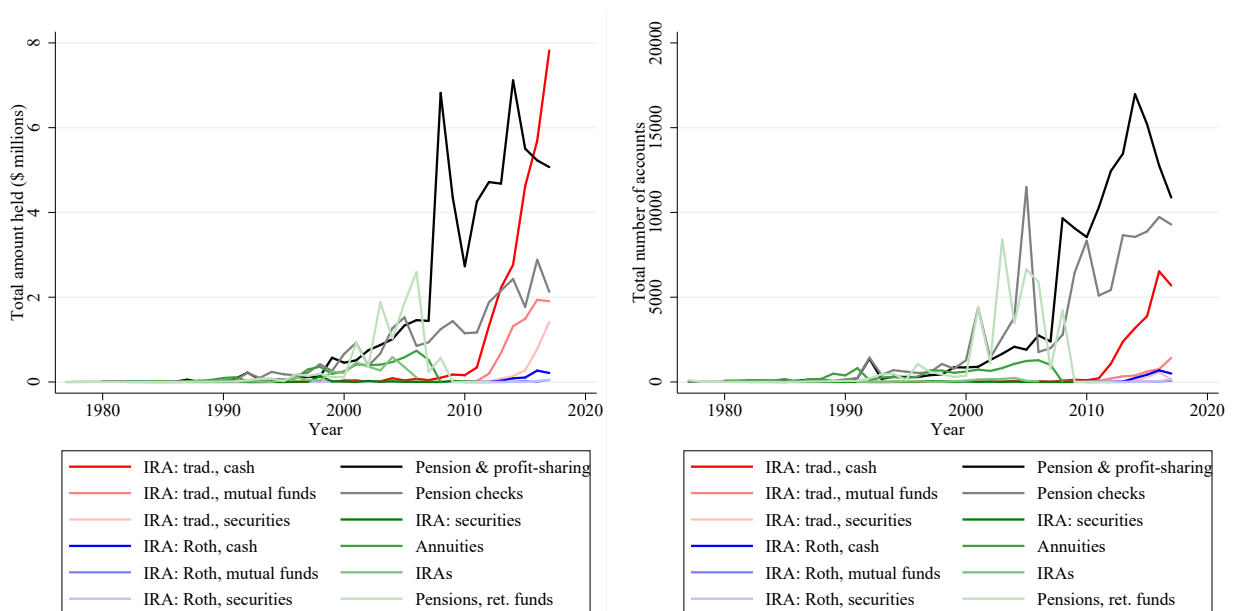 Total amount held ($ millions)
8
6
4
2
0
1980 1990 2000 2010 2020
Year
IRA: trad., cash
IRA: trad., mutual funds
IRA: trad., securities
IRA: Roth, cash
IRA: Roth, mutual funds
IRA: Roth, securities
Pension & profit-sharing
Pension checks
IRA: securities
Annuities
IRAs
Pensions, ret. funds
Total number of accounts
20000
15000
10000
5000
0
1980 1990 2000 2010 2020
Year
IRA: trad., cash
IRA: trad., mutual funds
IRA: trad., securities
IRA: Roth, cash
IRA: Roth, mutual funds
IRA: Roth, securities
Pension & profit-sharing
Pension checks
IRA: securities
Annuities
IRAs
Pensions, ret. funds